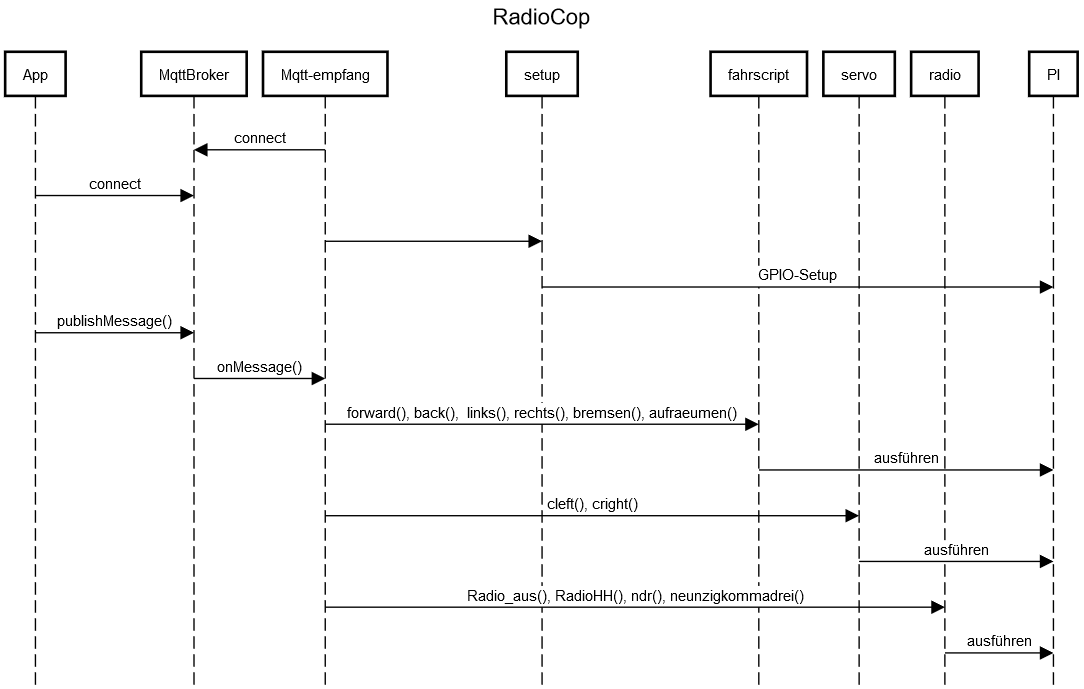 RadioCop
App MqttBroker Mqtt-empfang setup fahrscript servo radio PI
connect
connect
GPIO-Setup
publishMessage()
onMessage()
forward(), back(),  links(), rechts(), bremsen(), aufraeumen()
ausführen
cleft(), cright()
ausführen
Radio_aus(), RadioHH(), ndr(), neunzigkommadrei()
ausführen